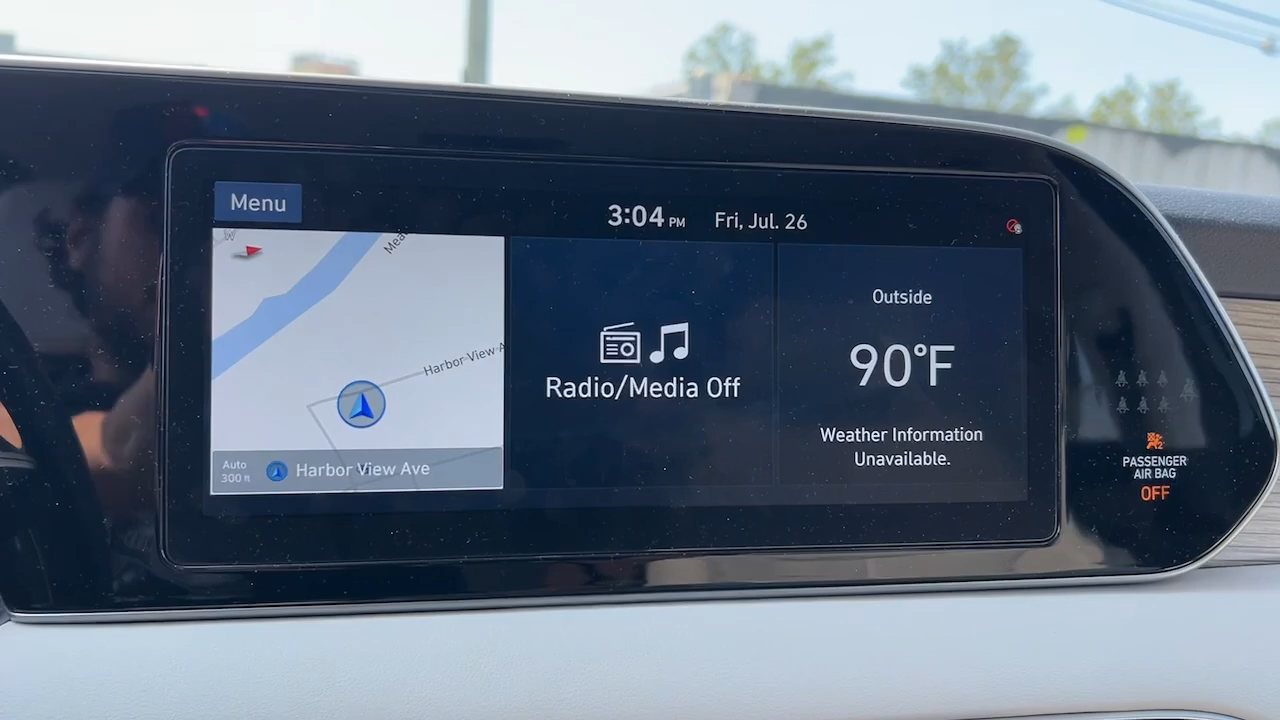 Menu
3:04 PM Fri, Jul. 26
W
Mea
Harbor View A
Auto
300 ft
Harbor View Ave
Radio/Media Off
Outside
90°F
Weather Information
Unavailable.
PASSENGER
AIR BAG
OFF